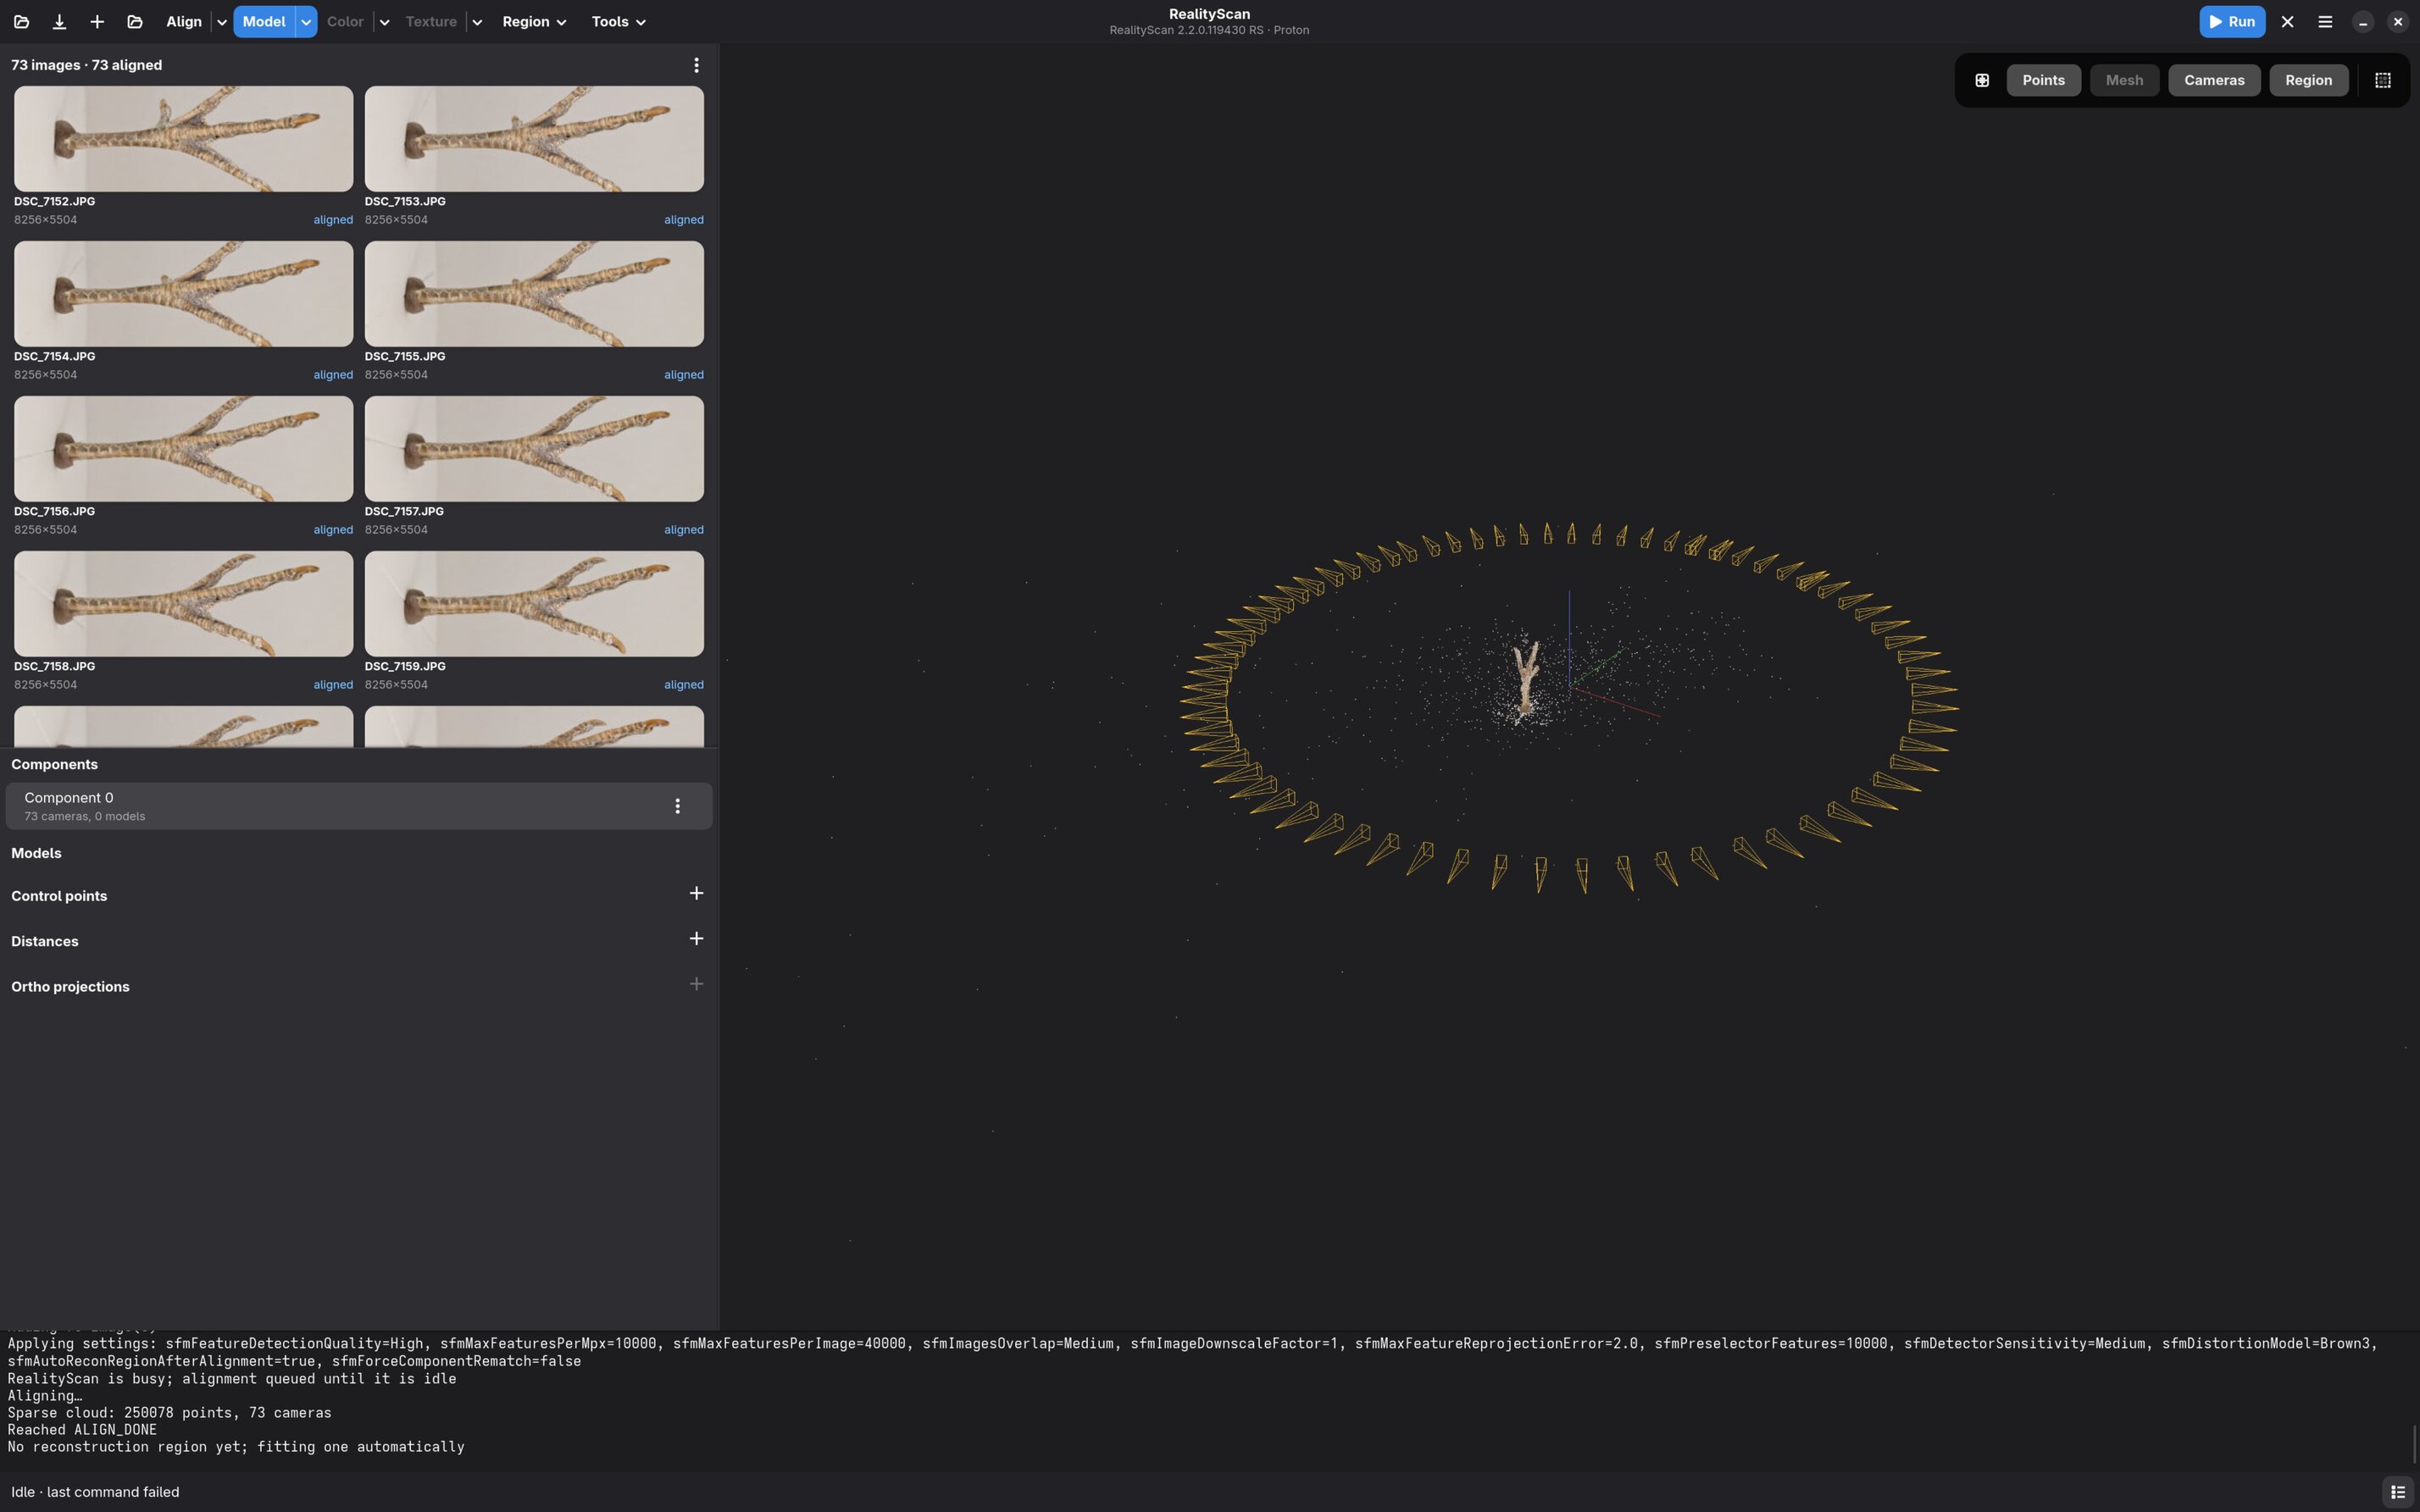 Align
Model
Color
Texture
Region
Tools
RealityScan
RealityScan 2.2.0.119430 RS · Proton
Run
73 images · 73 aligned
Points
Mesh
Cameras
Region
DSC_7152.JPG
8256×5504 aligned
DSC_7153.JPG
8256×5504 aligned
DSC_7154.JPG
8256×5504 aligned
DSC_7155.JPG
8256×5504 aligned
DSC_7156.JPG
8256×5504 aligned
DSC_7157.JPG
8256×5504 aligned
DSC_7158.JPG
8256×5504 aligned
DSC_7159.JPG
8256×5504 aligned
Components
Component 0
73 cameras, 0 models
Models
Control points
Distances
Ortho projections
Applying settings: sfmFeatureDetectionQuality=High, sfmMaxFeaturesPerMpx=10000, sfmMaxFeaturesPerImage=40000, sfmImagesOverlap=Medium, sfmImageDownscaleFactor=1, sfmMaxFeatureReprojectionError=2.0, sfmPreselectorFeatures=10000, sfmDetectorSensitivity=Medium, sfmDistortionModel=Brown3,
sfmAutoReconRegionAfterAlignment=true, sfmForceComponentRematch=false
RealityScan is busy; alignment queued until it is idle
Aligning…
Sparse cloud: 250078 points, 73 cameras
Reached ALIGN_DONE
No reconstruction region yet; fitting one automatically
Idle · last command failed